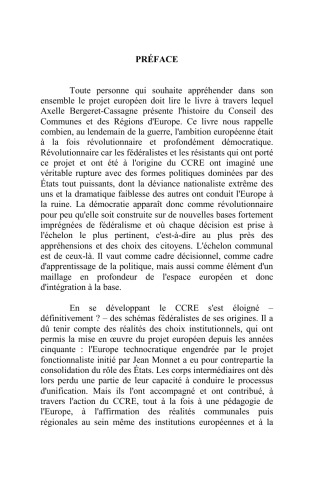 PRÉFACE
Toute personne qui souhaite appréhender dans son
ensemble le projet européen doit lire le livre à travers lequel
Axelle Bergeret-Cassagne présente l'histoire du Conseil des
Communes et des Régions d'Europe. Ce livre nous rappelle
combien, au lendemain de la guerre, l'ambition européenne était
à la fois révolutionnaire et profondément démocratique.
Révolutionnaire car les fédéralistes et les résistants qui ont porté
ce projet et ont été à l'origine du CCRE ont imaginé une
véritable rupture avec des formes politiques dominées par des
États tout puissants, dont la déviance nationaliste extrême des
uns et la dramatique faiblesse des autres ont conduit l'Europe à
la ruine. La démocratie apparaît donc comme révolutionnaire
pour peu qu'elle soit construite sur de nouvelles bases fortement
imprégnées de fédéralisme et où chaque décision est prise à
l'échelon le plus pertinent, c'est-à-dire au plus près des
appréhensions et des choix des citoyens. L'échelon communal
est de ceux-là. Il vaut comme cadre décisionnel, comme cadre
d'apprentissage de la politique, mais aussi comme élément d'un
maillage en profondeur de l'espace européen et donc
d'intégration à la base.
En se développant le CCRE s'est éloigné –
définitivement ? – des schémas fédéralistes de ses origines. Il a
dû tenir compte des réalités des choix institutionnels, qui ont
permis la mise en œuvre du projet européen depuis les années
cinquante : l'Europe technocratique engendrée par le projet
fonctionnaliste initié par Jean Monnet a eu pour contrepartie la
consolidation du rôle des États. Les corps intermédiaires ont dès
lors perdu une partie de leur capacité à conduire le processus
d'unification. Mais ils l'ont accompagné et ont contribué, à
travers l'action du CCRE, tout à la fois à une pédagogie de
l'Europe, à l'affirmation des réalités communales puis
régionales au sein même des institutions européennes et à la